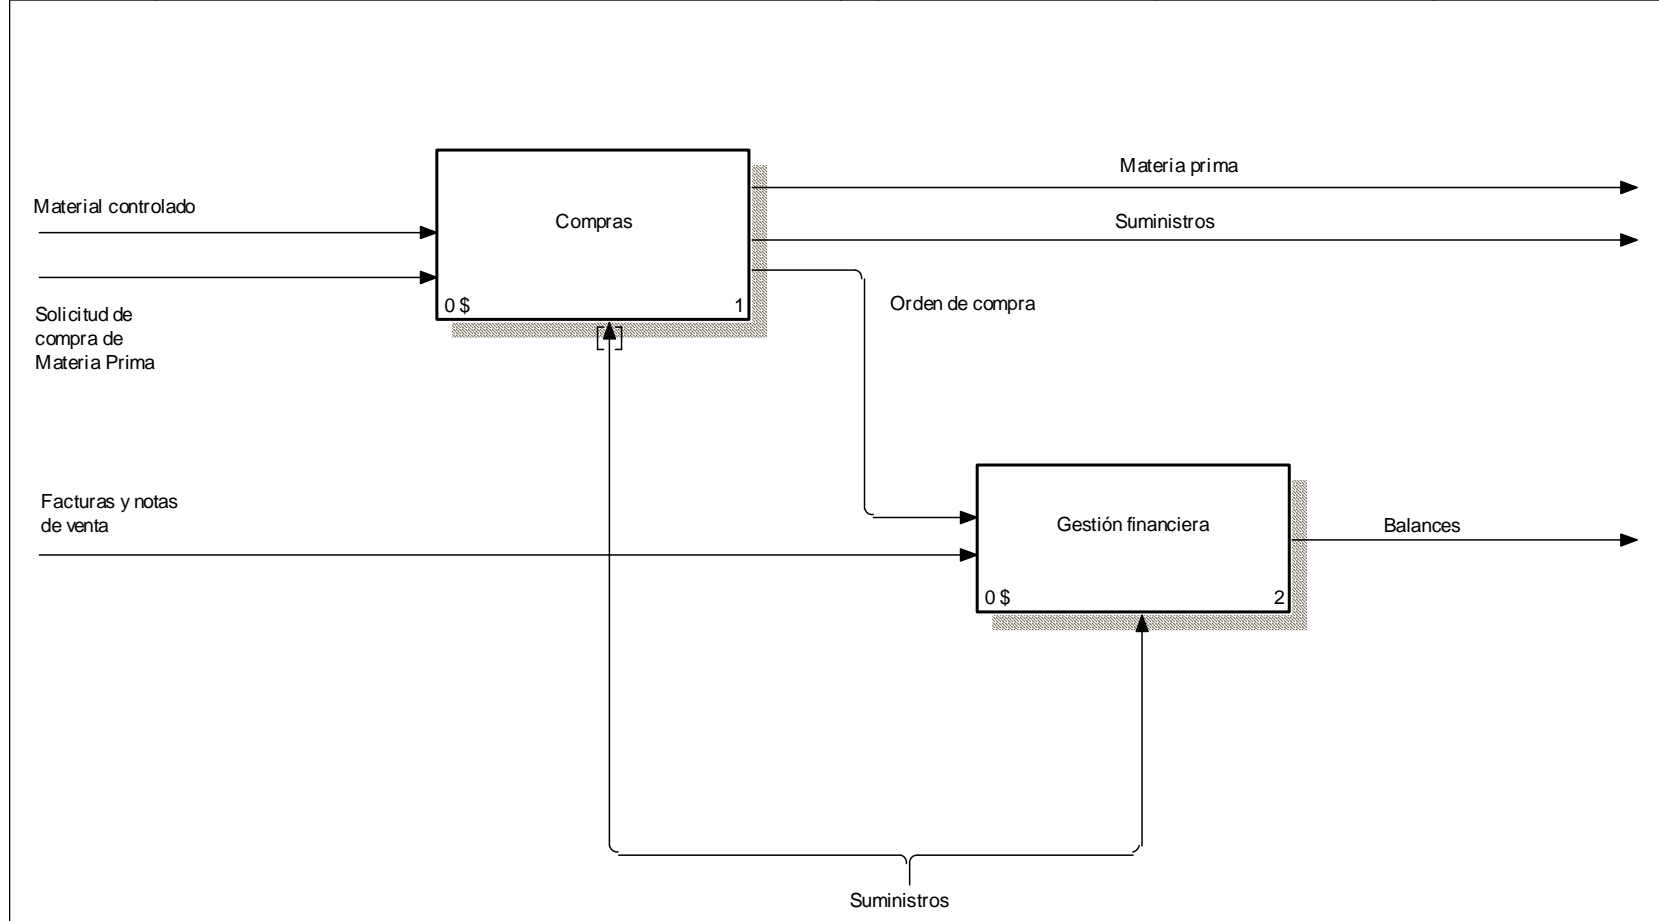 Materia prima
Material controlado
Compras
Suministros
0 $
1
Orden de compra
Solicitud de
compra de
Materia Prima
Facturas y notas
de venta
Gestión financiera
Balances
0 $
2
Suministros